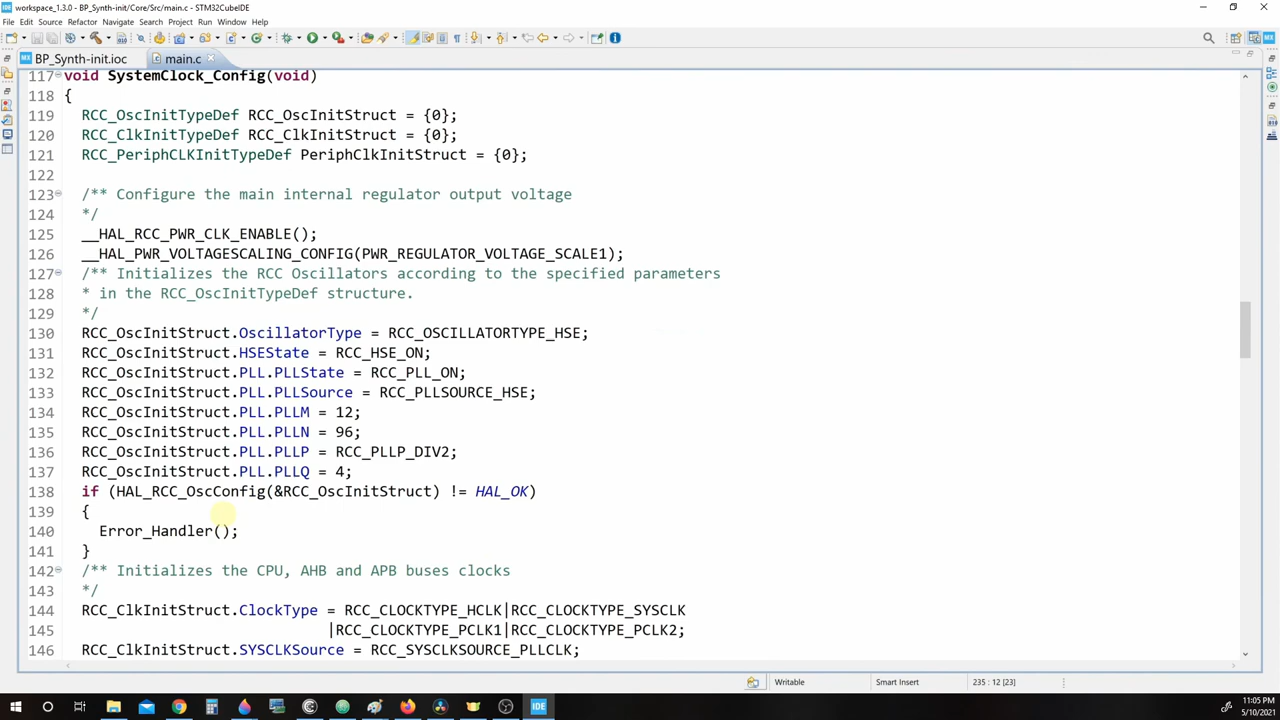 workspace_1.3.0 - BP_Synth-init/Core/Src/main.c - STM32CubeIDE
File Edit Source Refactor Navigate Search Project Run Window Help
BP_Synth-init.ioc main.c
117 void SystemClock_Config(void)
118 {
119 RCC_OscInitTypeDef RCC_OscInitStruct = {0};
120 RCC_ClkInitTypeDef RCC_ClkInitStruct = {0};
121 RCC_PeriphCLKInitTypeDef PeriphClkInitStruct = {0};
122
123 /** Configure the main internal regulator output voltage
124 */
125 __HAL_RCC_PWR_CLK_ENABLE();
126 __HAL_PWR_VOLTAGESCALING_CONFIG(PWR_REGULATOR_VOLTAGE_SCALE1);
127 /** Initializes the RCC Oscillators according to the specified parameters
128 * in the RCC_OscInitTypeDef structure.
129 */
130 RCC_OscInitStruct.OscillatorType = RCC_OSCILLATORTYPE_HSE;
131 RCC_OscInitStruct.HSEState = RCC_HSE_ON;
132 RCC_OscInitStruct.PLL.PLLState = RCC_PLL_ON;
133 RCC_OscInitStruct.PLL.PLLSource = RCC_PLLSOURCE_HSE;
134 RCC_OscInitStruct.PLL.PLLM = 12;
135 RCC_OscInitStruct.PLL.PLLN = 96;
136 RCC_OscInitStruct.PLL.PLLP = RCC_PLLP_DIV2;
137 RCC_OscInitStruct.PLL.PLLQ = 4;
138 if (HAL_RCC_OscConfig(&RCC_OscInitStruct) != HAL_OK)
139 {
140 Error_Handler();
141 }
142 /** Initializes the CPU, AHB and APB buses clocks
143 */
144 RCC_ClkInitStruct.ClockType = RCC_CLOCKTYPE_HCLK|RCC_CLOCKTYPE_SYSCLK
145 |RCC_CLOCKTYPE_PCLK1|RCC_CLOCKTYPE_PCLK2;
146 RCC_ClkInitStruct.SYSCLKSource = RCC_SYSCLKSOURCE_PLLCLK;
Writable Smart Insert 235 : 12 [23]
IDE
11:05 PM
5/10/2021